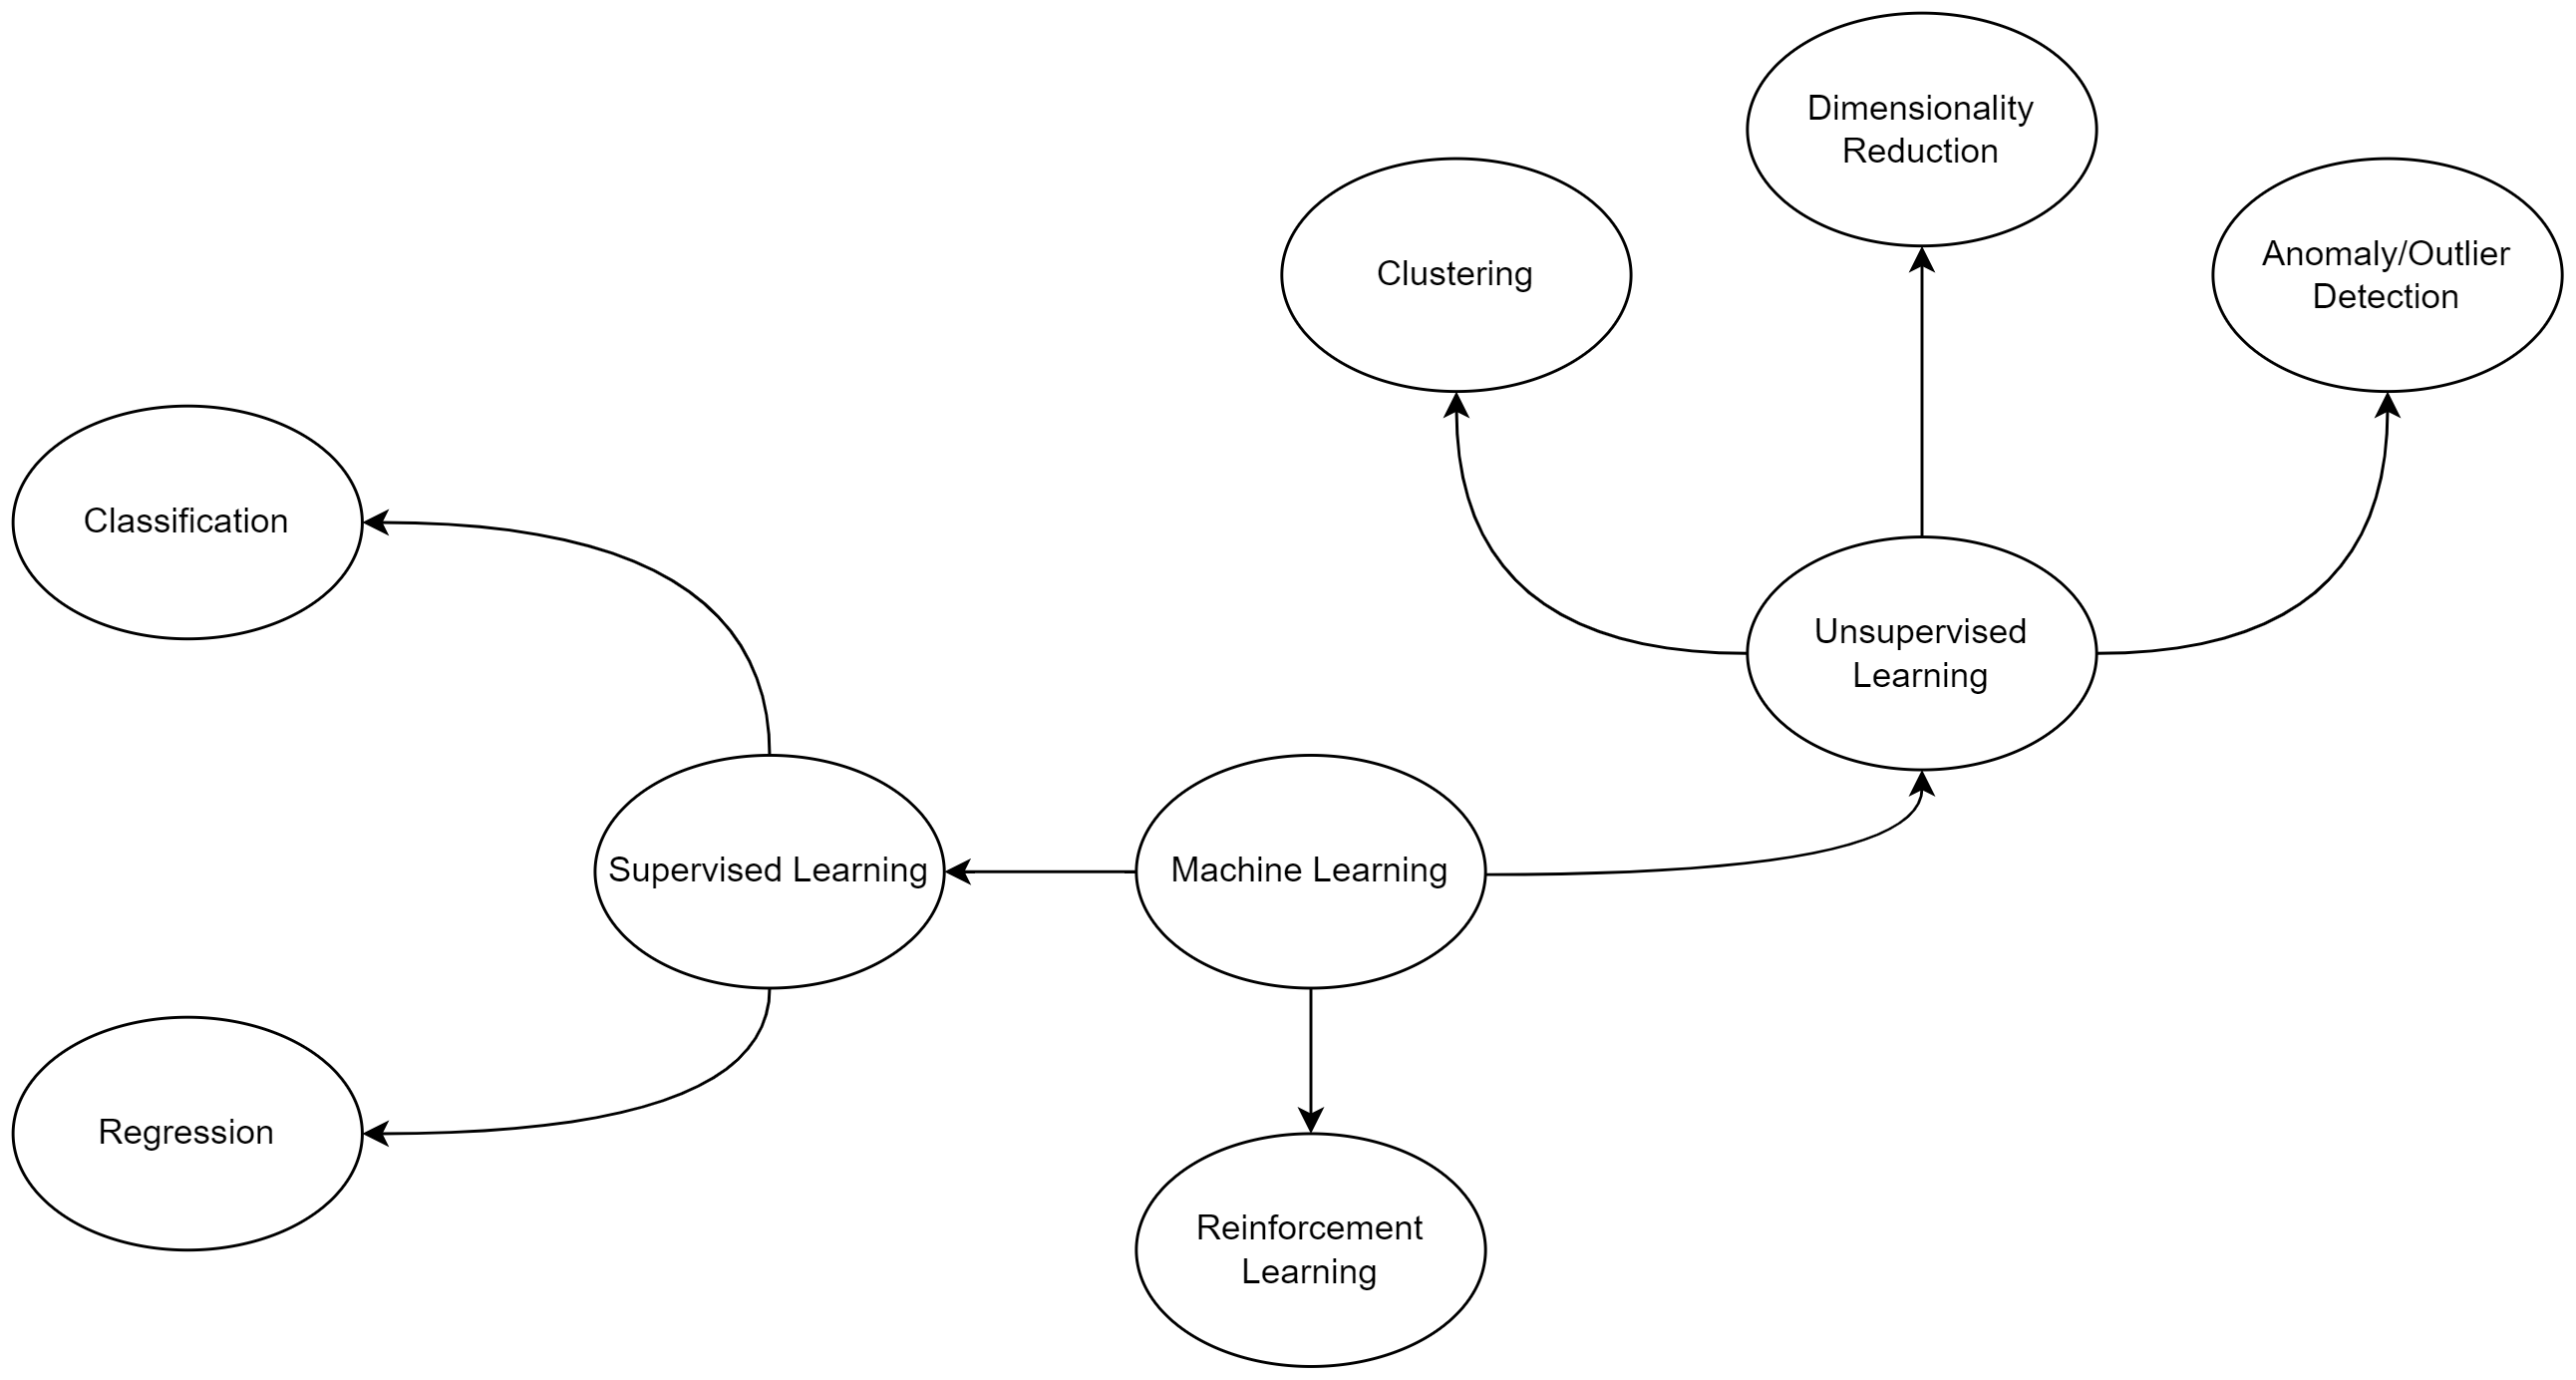 Dimensionality
Reduction
Clustering
Anomaly/Outlier
Detection
Classification
Unsupervised
Learning
Supervised Learning
Machine Learning
Regression
Reinforcement
Learning